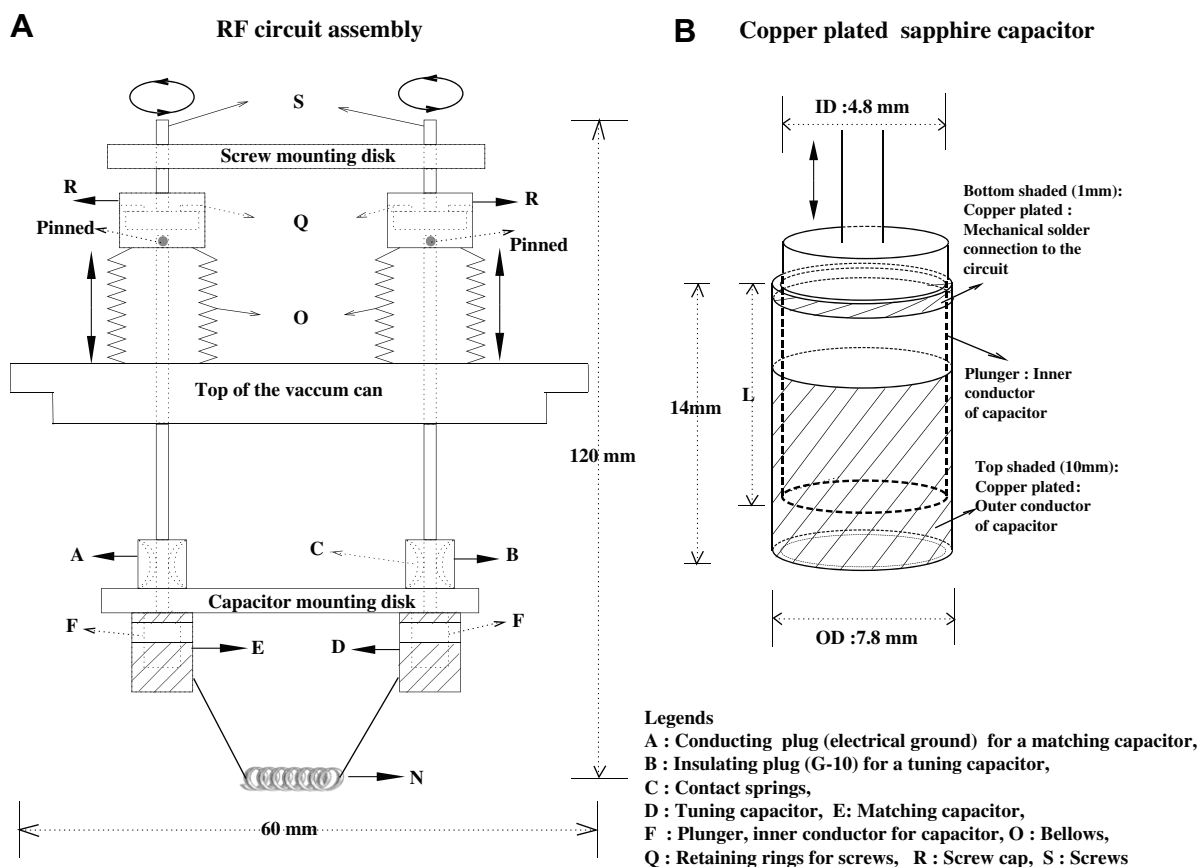 A
RF circuit assembly
S
Screw mounting disk
R
R
Q
Pinned
Pinned
O
Top of the vaccum can
120 mm
A
C
B
Capacitor mounting disk
F
F
E
D
N
60 mm
B
Copper plated sapphire capacitor
ID :4.8 mm
Bottom shaded (1mm):
Copper plated :
Mechanical solder
connection to the
circuit
Plunger : Inner
conductor
of capacitor
L
14mm
Top shaded (10mm):
Copper plated:
Outer conductor
of capacitor
OD :7.8 mm
Legends
A : Conducting plug (electrical ground) for a matching capacitor,
B : Insulating plug (G-10) for a tuning capacitor,
C : Contact springs,
D : Tuning capacitor, E: Matching capacitor,
F : Plunger, inner conductor for capacitor, O : Bellows,
Q : Retaining rings for screws, R : Screw cap, S : Screws